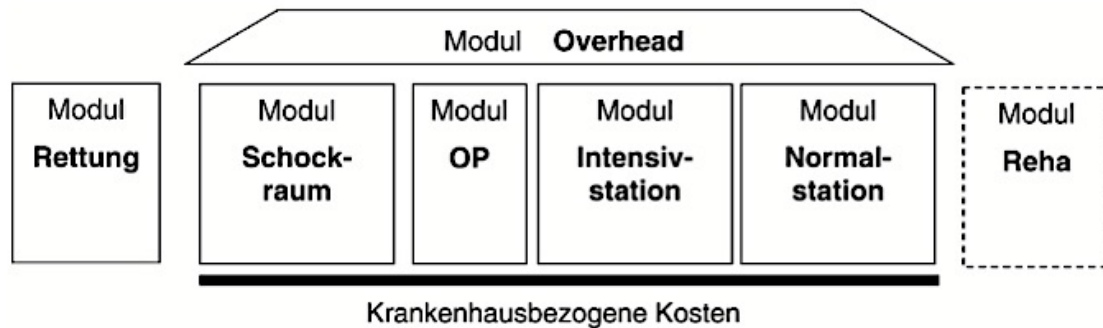 Modul Overhead
Modul
Rettung
Modul
Schock-
raum
Modul
OP
Modul
Intensiv-
station
Modul
Normal-
station
Modul
Reha
Krankenhausbezogene Kosten